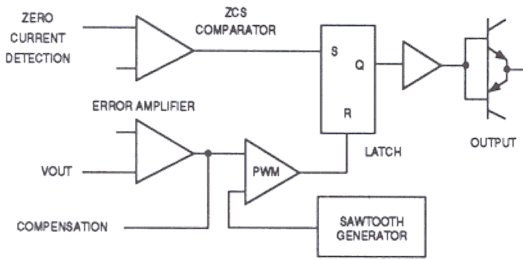 ZERO
CURRENT
DETECTION
ZCS
COMPARATOR
S
Q
R
LATCH
OUTPUT
ERROR AMPLIFIER
VOUT
PWM
COMPENSATION
SAWTOOTH
GENERATOR